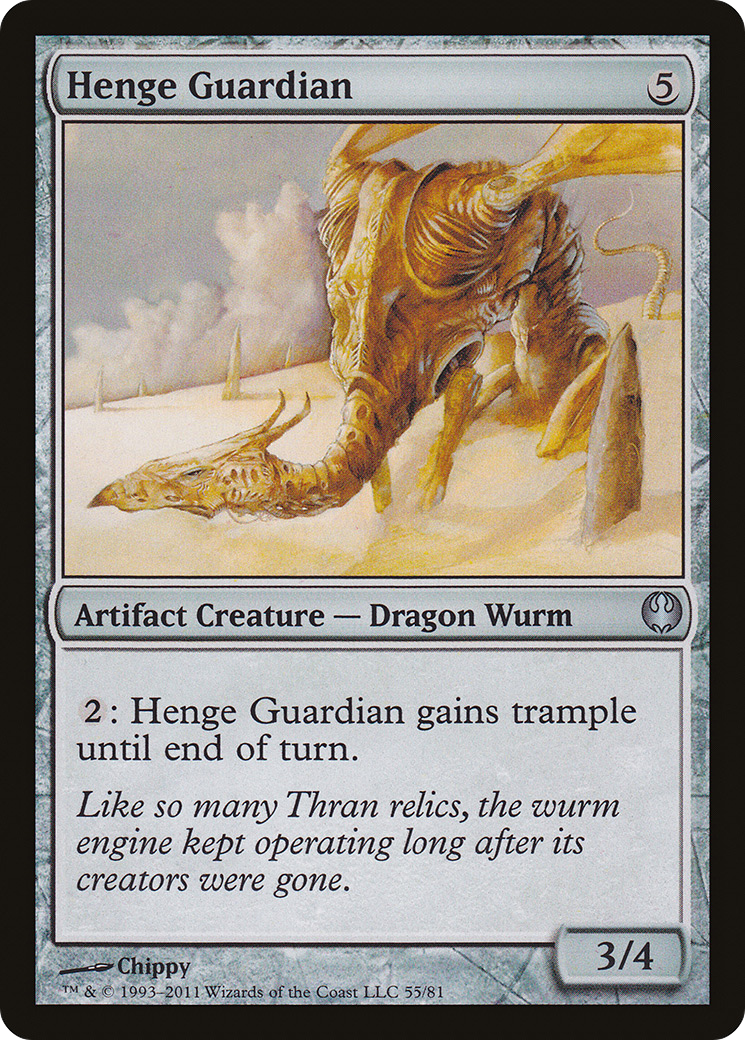 Henge Guardian 5
Artifact Creature — Dragon Wurm
2: Henge Guardian gains trample
until end of turn.
Like so many Thran relics, the wurm
engine kept operating long after its
creators were gone.
3/4
Chippy
™ & © 1993–2011 Wizards of the Coast LLC 55/81